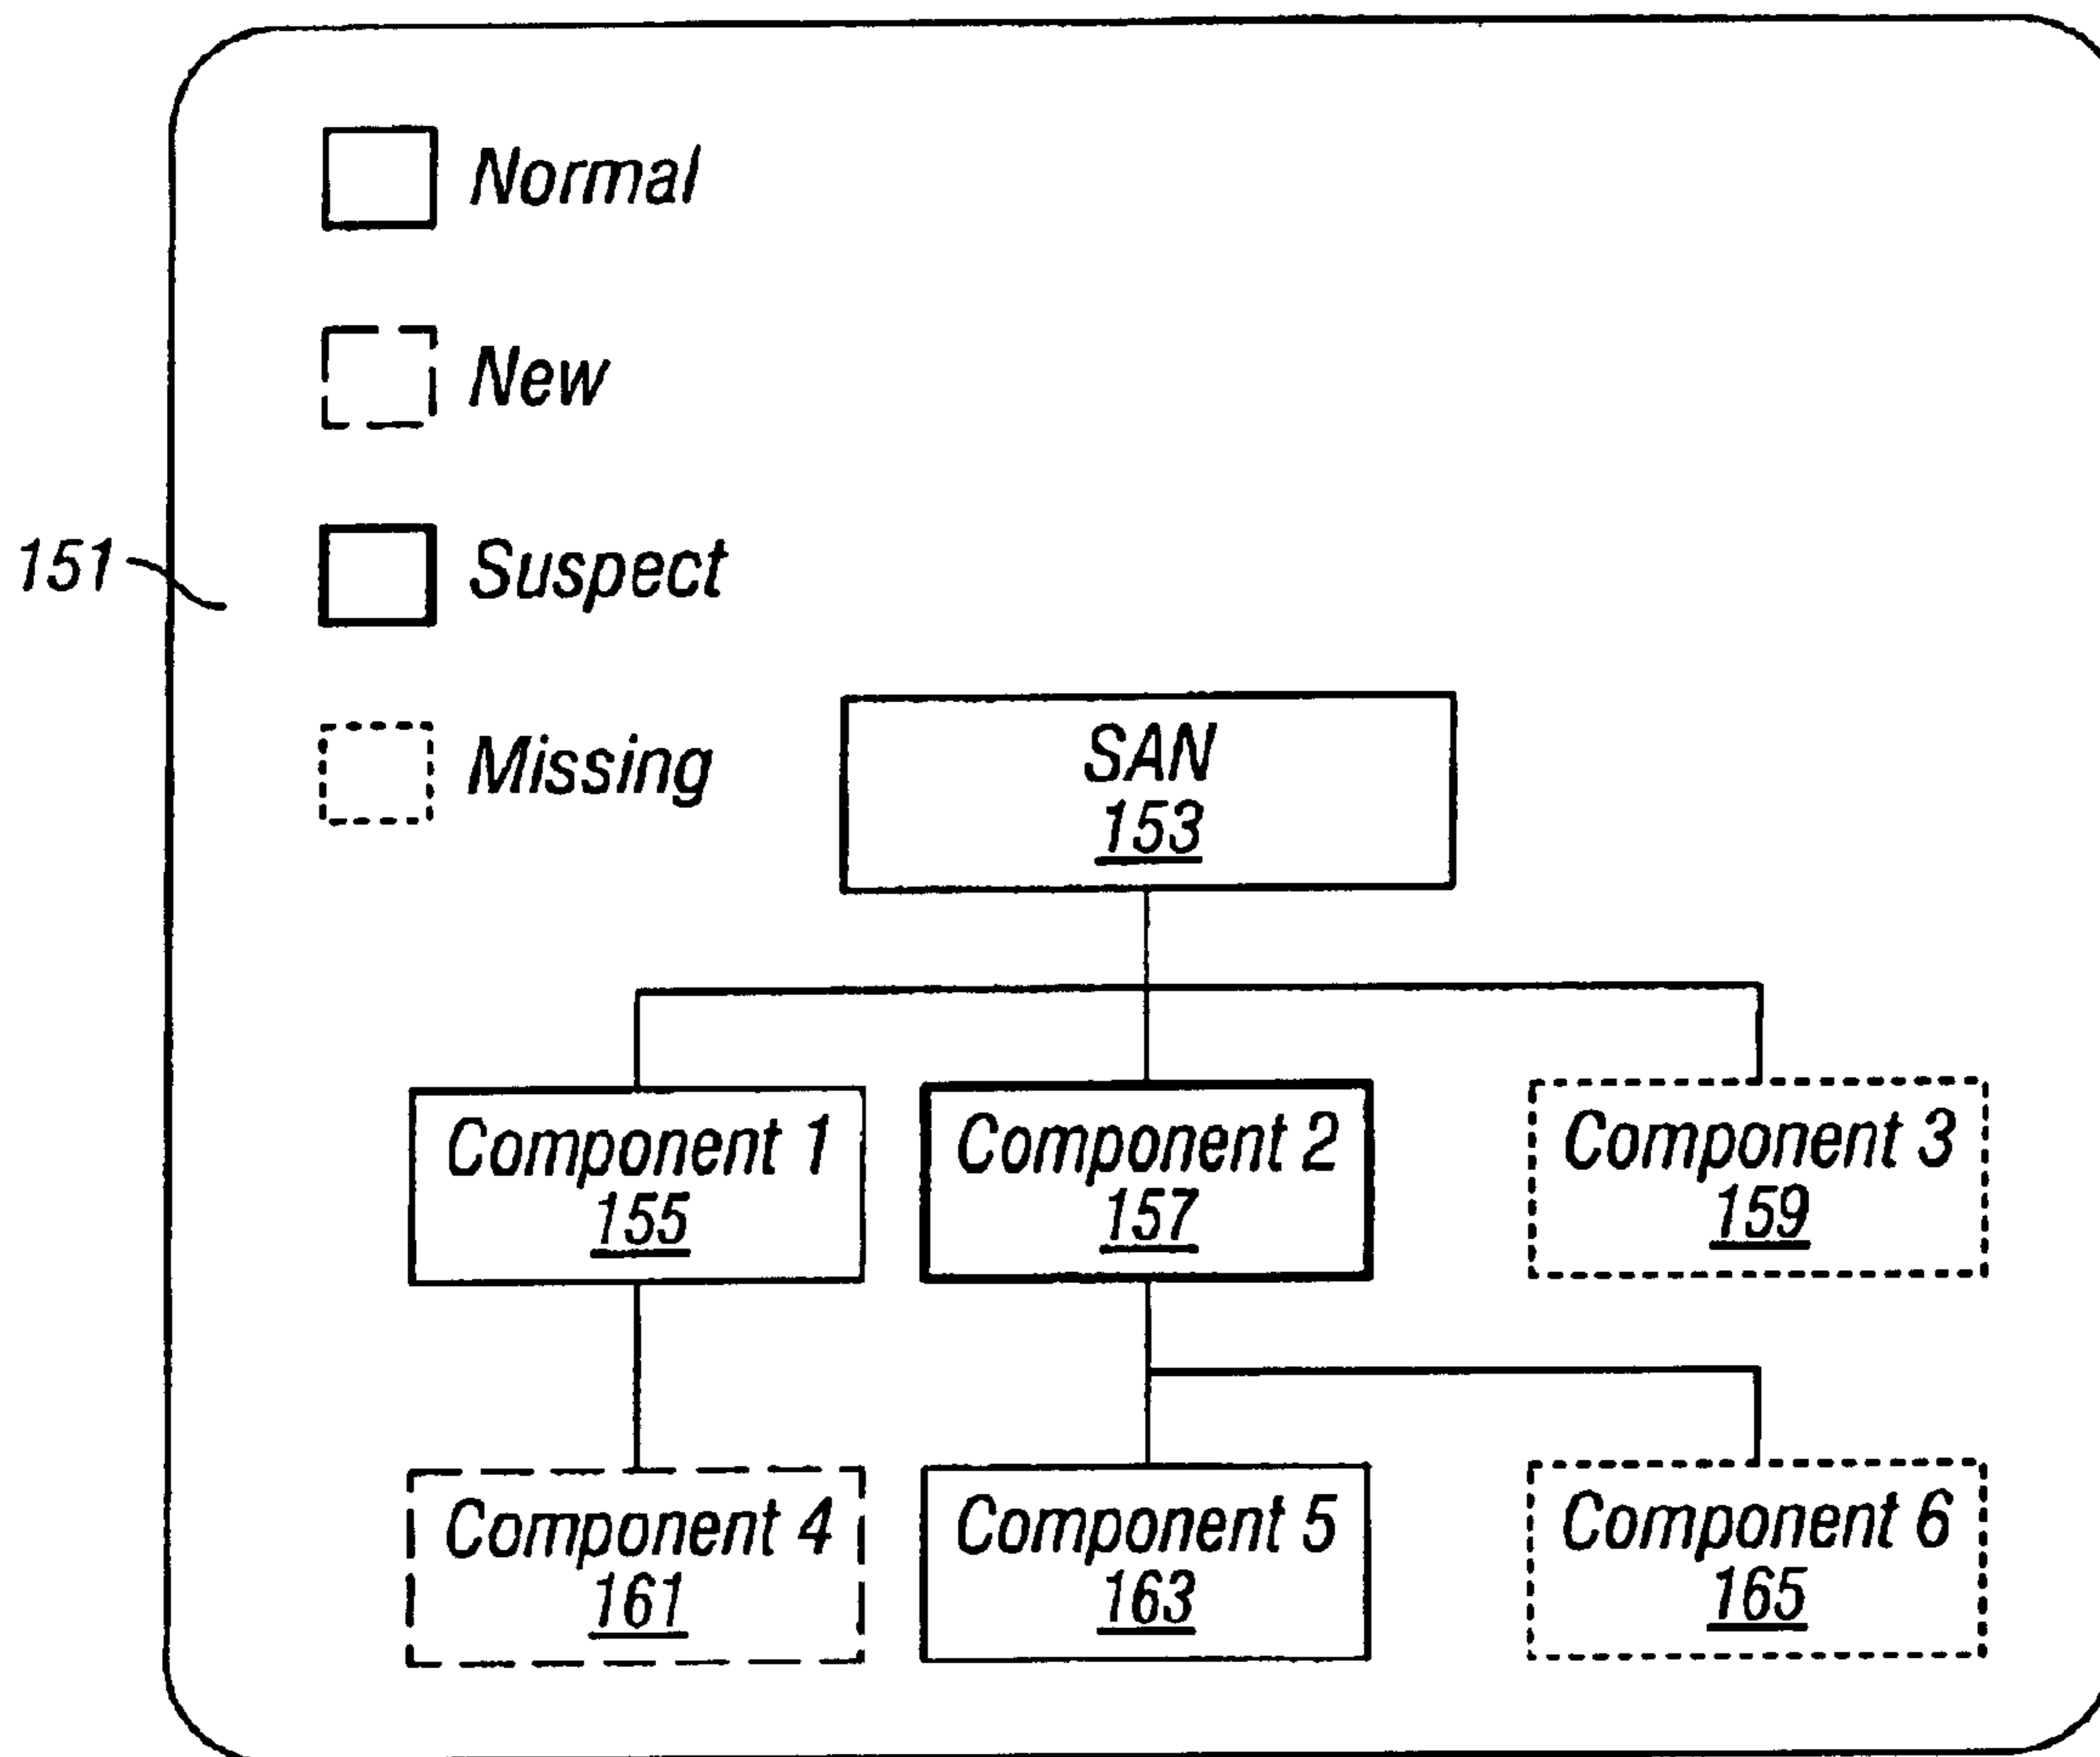 Normal
New
151
Suspect
Missing
SAN
153
Component 1
155
Component 2
157
Component 3
159
Component 4
161
Component 5
163
Component 6
165